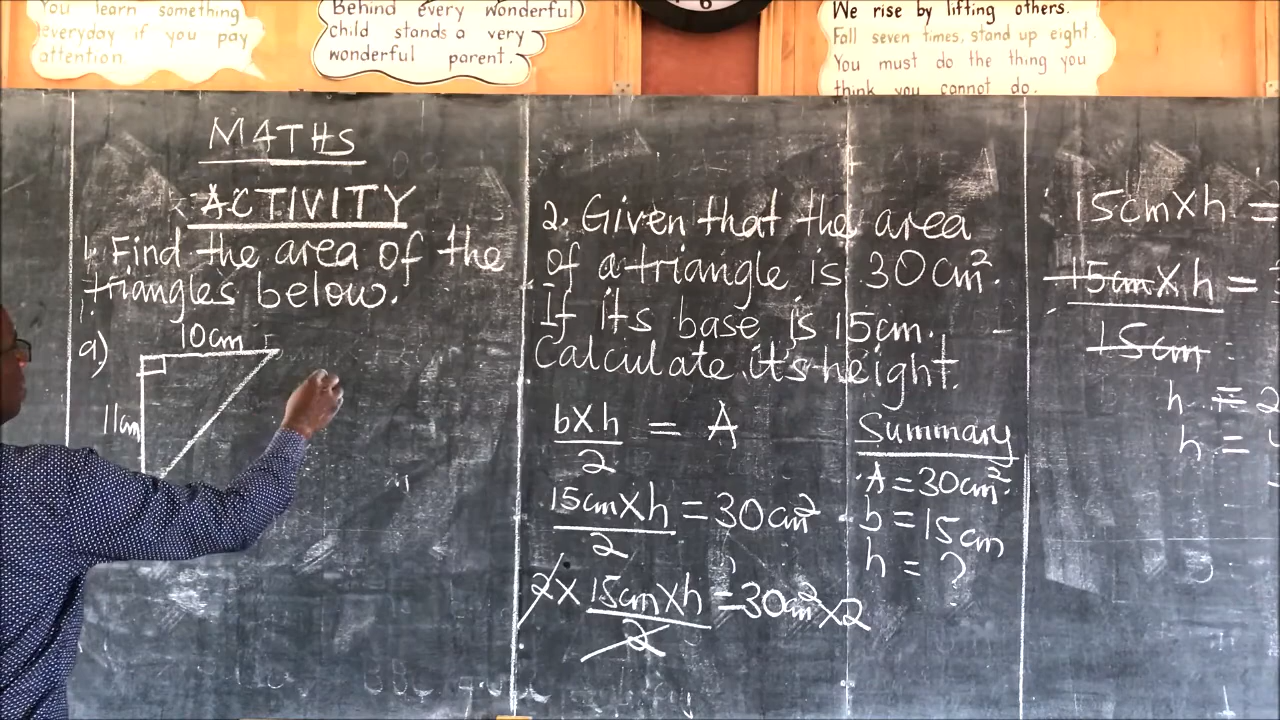 You learn something
everyday if you pay
attention.
Behind every wonderful
child stands a very
wonderful parent.
We rise by lifting others.
Fall seven times, stand up eight.
You must do the thing you
think you cannot do.
6
MATHS
ACTIVITY
1. Find the area of the
triangles below.
a)
10cm
11cm
2. Given that the area
of a triangle is 30cm².
If its base is 15cm.
Calculate it's height.
b×h/2 = A
15cm×h/2 = 30cm²
2× 15cm×h/2 = 30cm²×2
Summary
A = 30cm²
b = 15cm
h = ?
15cm×h =
15cm×h =
15cm
h = 2
h =